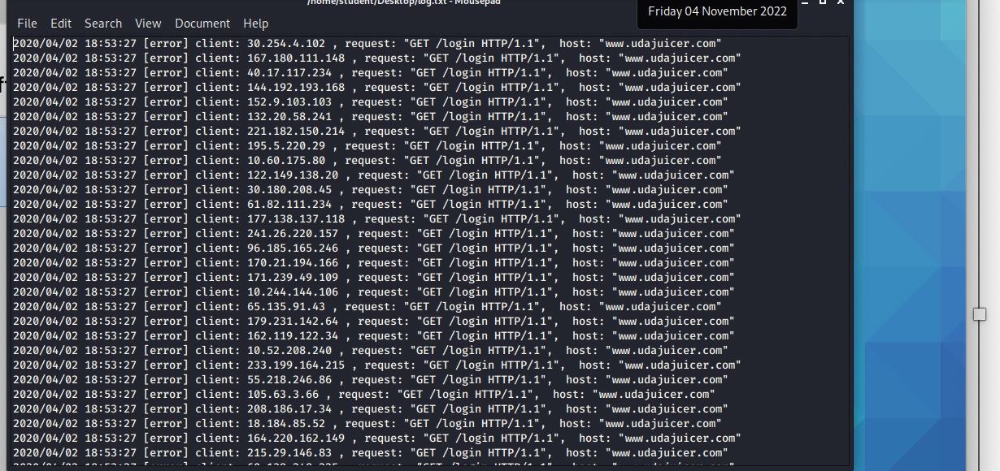 /home/student/Desktop/log.txt - Mousepad
Friday 04 November 2022
File Edit Search View Document Help
2020/04/02 18:53:27 [error] client: 30.254.4.102 , request: "GET /login HTTP/1.1", host: "www.udajuicer.com"
2020/04/02 18:53:27 [error] client: 167.180.111.148 , request: "GET /login HTTP/1.1", host: "www.udajuicer.com"
2020/04/02 18:53:27 [error] client: 40.17.117.234 , request: "GET /login HTTP/1.1", host: "www.udajuicer.com"
2020/04/02 18:53:27 [error] client: 144.192.193.168 , request: "GET /login HTTP/1.1", host: "www.udajuicer.com"
2020/04/02 18:53:27 [error] client: 152.9.103.103 , request: "GET /login HTTP/1.1", host: "www.udajuicer.com"
2020/04/02 18:53:27 [error] client: 132.20.58.241 , request: "GET /login HTTP/1.1", host: "www.udajuicer.com"
2020/04/02 18:53:27 [error] client: 221.182.150.214 , request: "GET /login HTTP/1.1", host: "www.udajuicer.com"
2020/04/02 18:53:27 [error] client: 195.5.220.29 , request: "GET /login HTTP/1.1", host: "www.udajuicer.com"
2020/04/02 18:53:27 [error] client: 10.60.175.80 , request: "GET /login HTTP/1.1", host: "www.udajuicer.com"
2020/04/02 18:53:27 [error] client: 122.149.138.20 , request: "GET /login HTTP/1.1", host: "www.udajuicer.com"
2020/04/02 18:53:27 [error] client: 30.180.208.45 , request: "GET /login HTTP/1.1", host: "www.udajuicer.com"
2020/04/02 18:53:27 [error] client: 61.82.111.234 , request: "GET /login HTTP/1.1", host: "www.udajuicer.com"
2020/04/02 18:53:27 [error] client: 177.138.137.118 , request: "GET /login HTTP/1.1", host: "www.udajuicer.com"
2020/04/02 18:53:27 [error] client: 241.26.220.157 , request: "GET /login HTTP/1.1", host: "www.udajuicer.com"
2020/04/02 18:53:27 [error] client: 96.185.165.246 , request: "GET /login HTTP/1.1", host: "www.udajuicer.com"
2020/04/02 18:53:27 [error] client: 170.21.194.166 , request: "GET /login HTTP/1.1", host: "www.udajuicer.com"
2020/04/02 18:53:27 [error] client: 171.239.49.109 , request: "GET /login HTTP/1.1", host: "www.udajuicer.com"
2020/04/02 18:53:27 [error] client: 10.244.144.106 , request: "GET /login HTTP/1.1", host: "www.udajuicer.com"
2020/04/02 18:53:27 [error] client: 65.135.91.43 , request: "GET /login HTTP/1.1", host: "www.udajuicer.com"
2020/04/02 18:53:27 [error] client: 179.231.142.64 , request: "GET /login HTTP/1.1", host: "www.udajuicer.com"
2020/04/02 18:53:27 [error] client: 162.119.122.34 , request: "GET /login HTTP/1.1", host: "www.udajuicer.com"
2020/04/02 18:53:27 [error] client: 10.52.208.240 , request: "GET /login HTTP/1.1", host: "www.udajuicer.com"
2020/04/02 18:53:27 [error] client: 233.199.164.215 , request: "GET /login HTTP/1.1", host: "www.udajuicer.com"
2020/04/02 18:53:27 [error] client: 55.218.246.86 , request: "GET /login HTTP/1.1", host: "www.udajuicer.com"
2020/04/02 18:53:27 [error] client: 105.63.3.66 , request: "GET /login HTTP/1.1", host: "www.udajuicer.com"
2020/04/02 18:53:27 [error] client: 208.186.17.34 , request: "GET /login HTTP/1.1", host: "www.udajuicer.com"
2020/04/02 18:53:27 [error] client: 18.184.85.52 , request: "GET /login HTTP/1.1", host: "www.udajuicer.com"
2020/04/02 18:53:27 [error] client: 164.220.162.149 , request: "GET /login HTTP/1.1", host: "www.udajuicer.com"
2020/04/02 18:53:27 [error] client: 215.29.146.83 , request: "GET /login HTTP/1.1", host: "www.udajuicer.com"